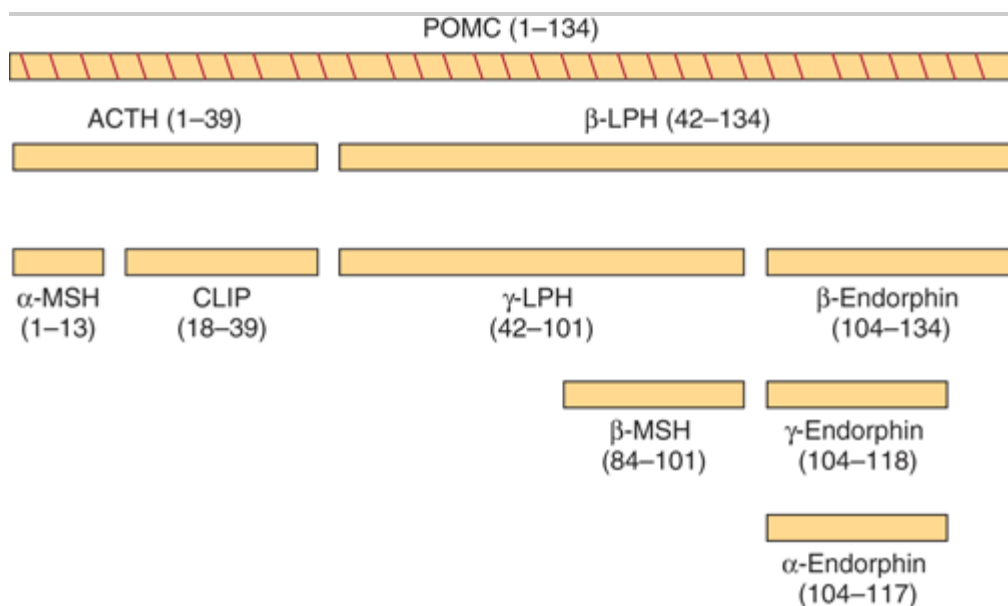 POMC (1–134)
ACTH (1–39) β-LPH (42–134)
α-MSH CLIP γ-LPH β-Endorphin
(1–13) (18–39) (42–101) (104–134)
β-MSH γ-Endorphin
(84–101) (104–118)
α-Endorphin
(104–117)